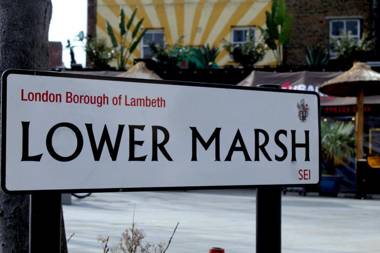 London Borough of Lambeth
LOWER MARSH
SE1